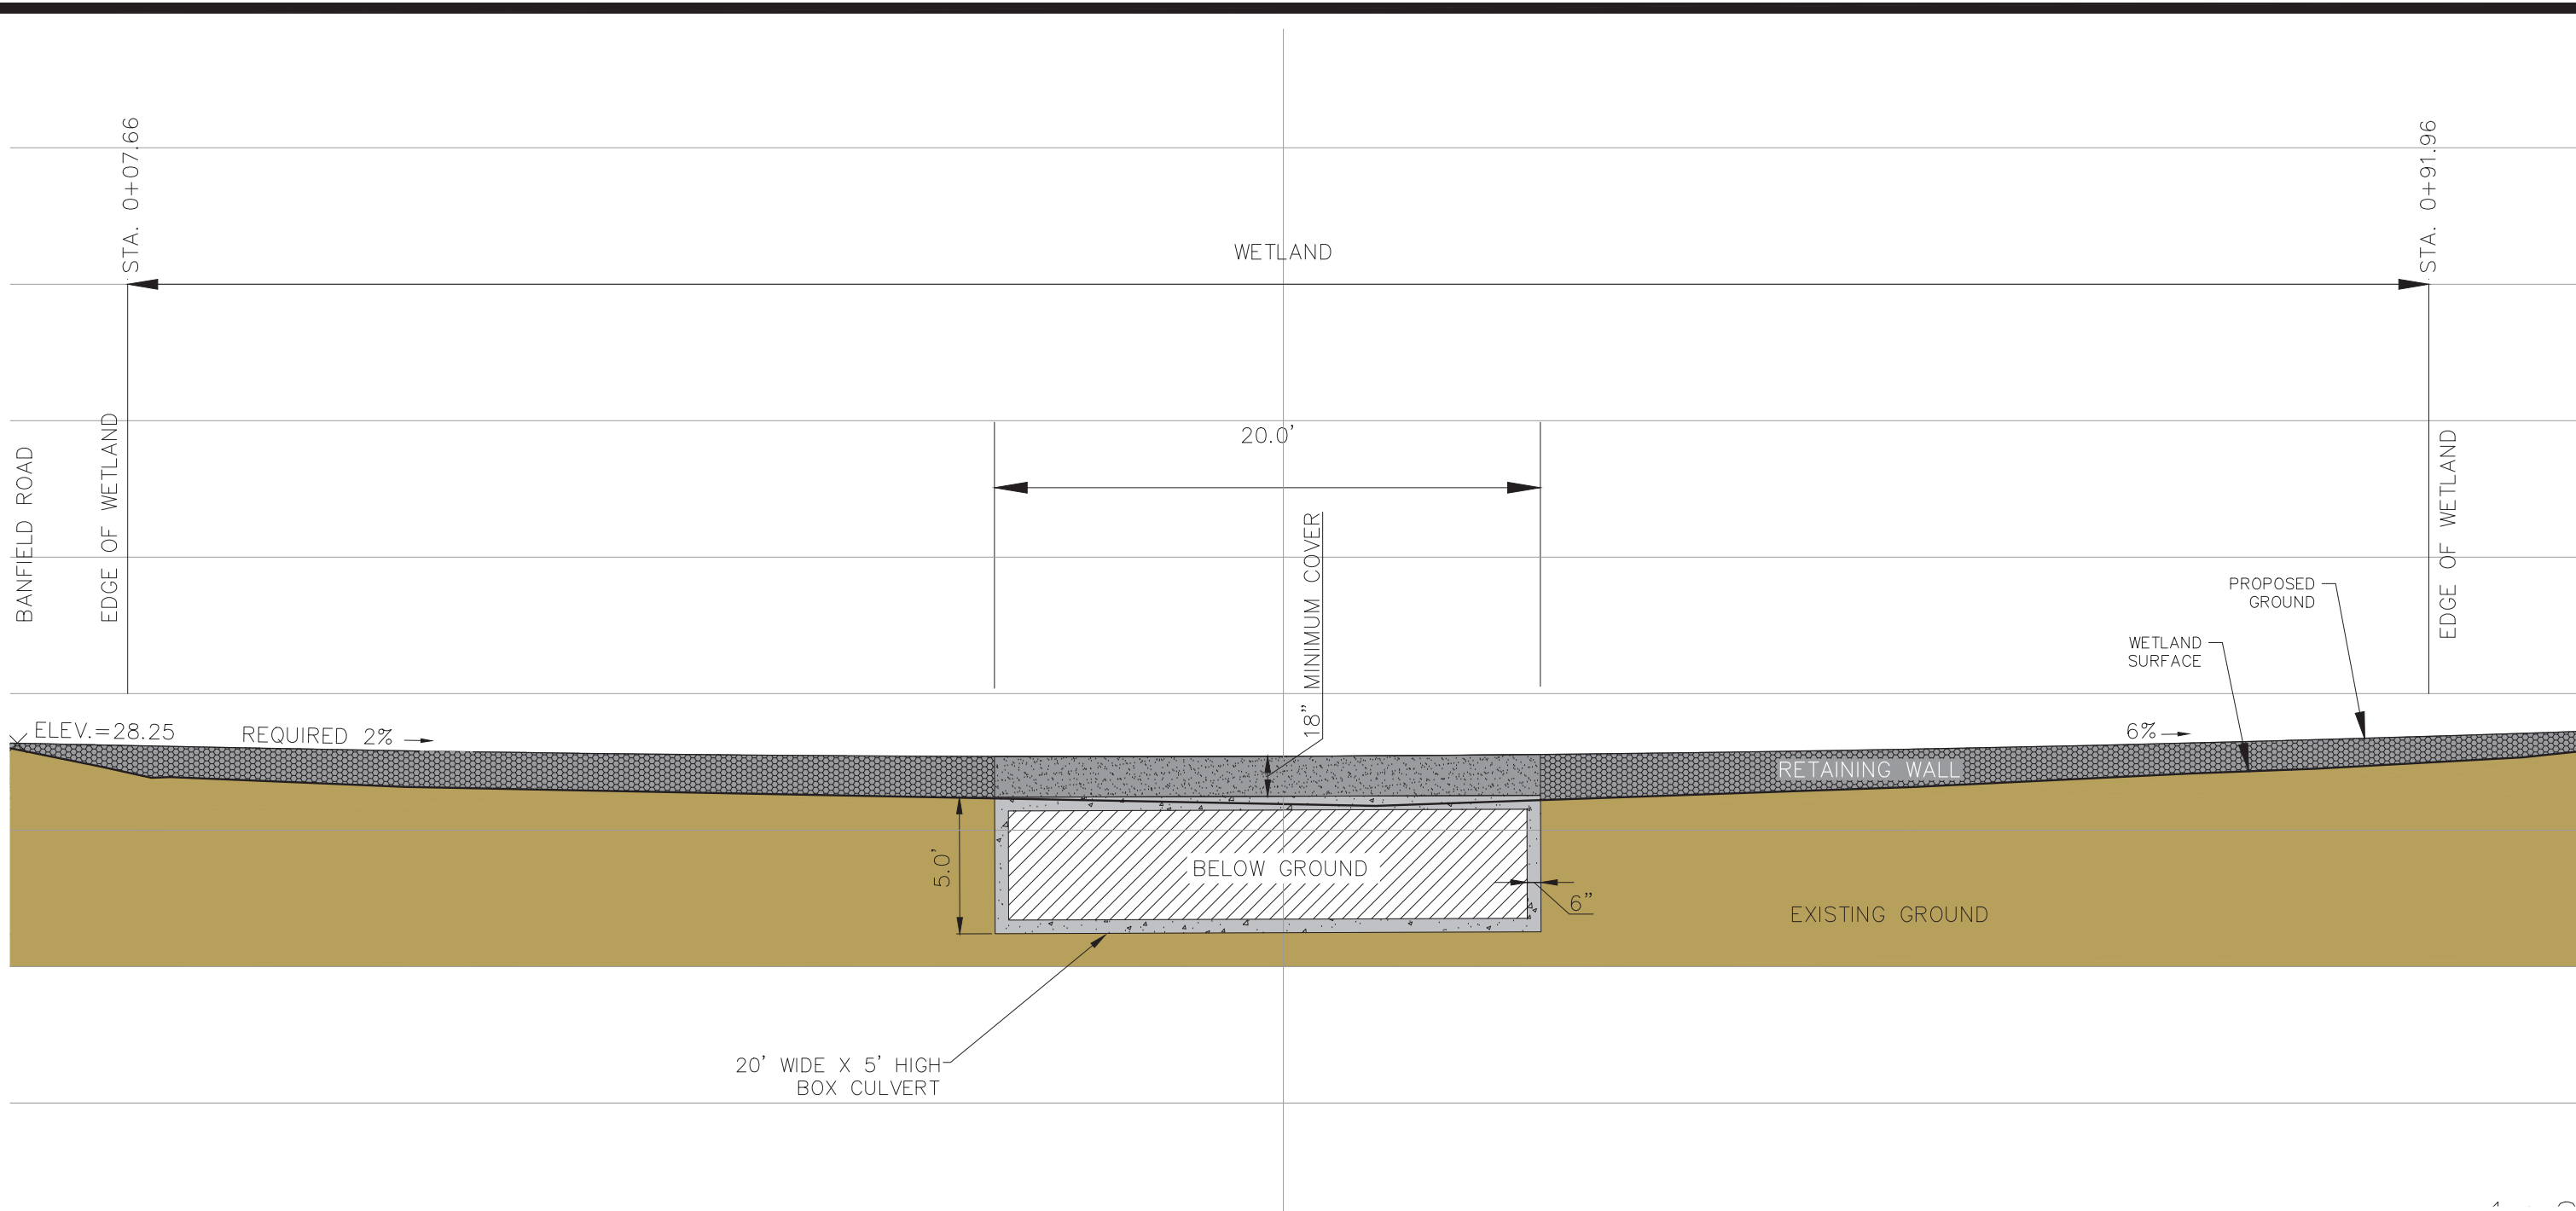 STA. 0+07.66
STA. 0+91.96
WETLAND
20.0'
BANFIELD ROAD
EDGE OF WETLAND
18" MINIMUM COVER
EDGE OF WETLAND
PROPOSED
GROUND
WETLAND
SURFACE
ELEV.=28.25
REQUIRED 2%
6%
RETAINING WALL
5.0'
BELOW GROUND
6"
EXISTING GROUND
20' WIDE X 5' HIGH
BOX CULVERT